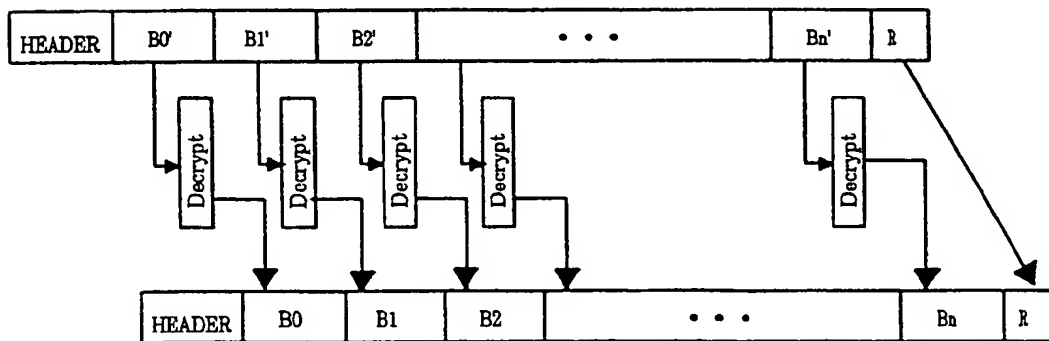 HEADER B0' B1' B2' • • • Bn' R
Decrypt Decrypt Decrypt Decrypt Decrypt
HEADER B0 B1 B2 • • • Bn R